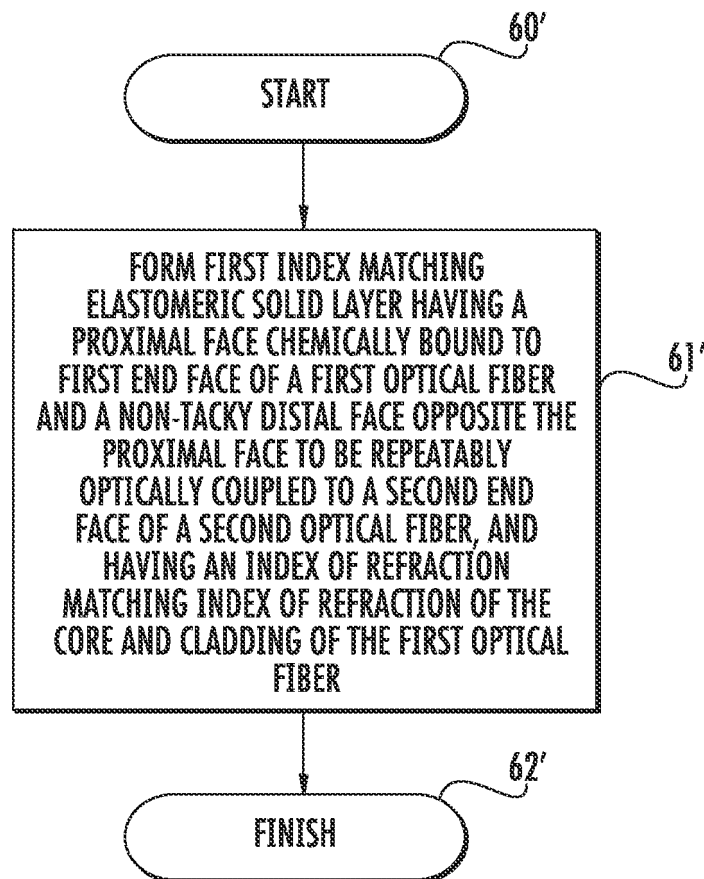 60'
START
FORM FIRST INDEX MATCHING
ELASTOMERIC SOLID LAYER HAVING A
PROXIMAL FACE CHEMICALLY BOUND TO
FIRST END FACE OF A FIRST OPTICAL FIBER
AND A NON-TACKY DISTAL FACE OPPOSITE THE
PROXIMAL FACE TO BE REPEATABLY
OPTICALLY COUPLED TO A SECOND END
FACE OF A SECOND OPTICAL FIBER, AND
HAVING AN INDEX OF REFRACTION
MATCHING INDEX OF REFRACTION OF THE
CORE AND CLADDING OF THE FIRST OPTICAL
FIBER
61'
62'
FINISH